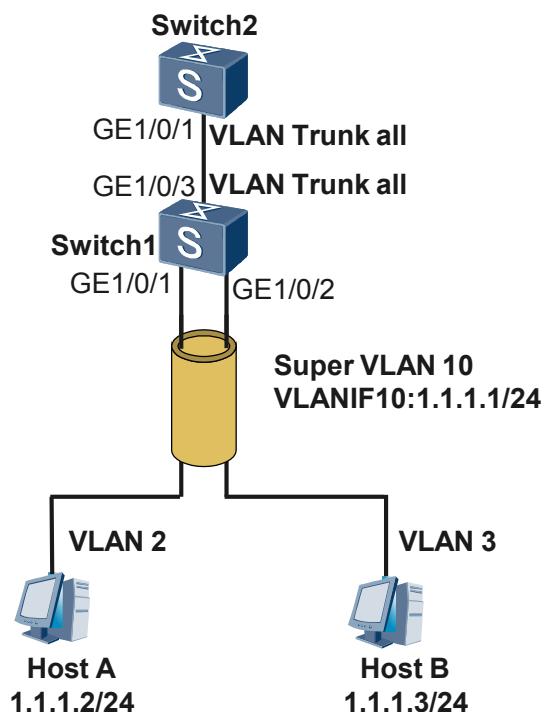 Switch2
S
GE1/0/1
VLAN Trunk all
GE1/0/3
VLAN Trunk all
Switch1
S
GE1/0/1
GE1/0/2
Super VLAN 10
VLANIF10:1.1.1.1/24
VLAN 2
VLAN 3
Host A
1.1.1.2/24
Host B
1.1.1.3/24